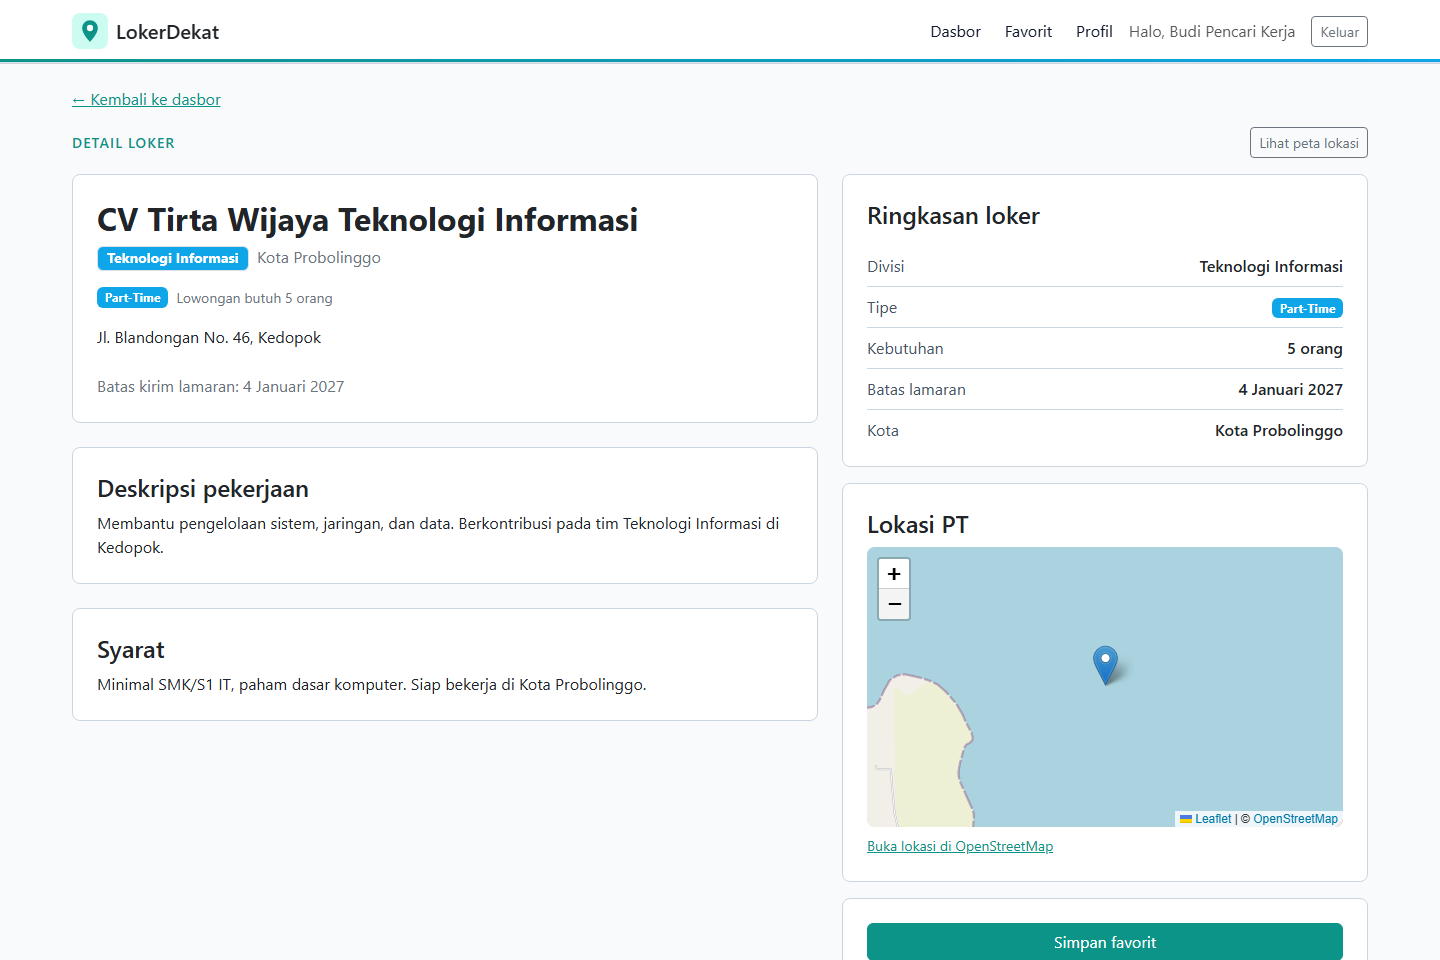 LokerDekat
Dasbor
Favorit
Profil
Halo, Budi Pencari Kerja
Keluar
← Kembali ke dasbor
DETAIL LOKER
Lihat peta lokasi
CV Tirta Wijaya Teknologi Informasi
Teknologi Informasi Kota Probolinggo
Part-Time Lowongan butuh 5 orang
Jl. Blandongan No. 46, Kedopok
Batas kirim lamaran: 4 Januari 2027
Deskripsi pekerjaan
Membantu pengelolaan sistem, jaringan, dan data. Berkontribusi pada tim Teknologi Informasi di
Kedopok.
Syarat
Minimal SMK/S1 IT, paham dasar komputer. Siap bekerja di Kota Probolinggo.
Ringkasan loker
Divisi Teknologi Informasi
Tipe Part-Time
Kebutuhan 5 orang
Batas lamaran 4 Januari 2027
Kota Kota Probolinggo
Lokasi PT
+
−
Leaflet | © OpenStreetMap
Buka lokasi di OpenStreetMap
Simpan favorit